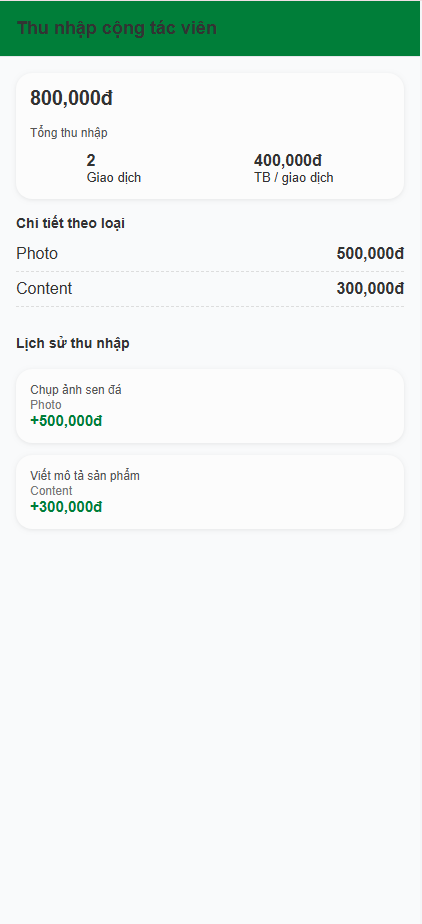 Thu nhập cộng tác viên
800,000đ
Tổng thu nhập
2
Giao dịch
400,000đ
TB / giao dịch
Chi tiết theo loại
Photo 500,000đ
Content 300,000đ
Lịch sử thu nhập
Chụp ảnh sen đá
Photo
+500,000đ
Viết mô tả sản phẩm
Content
+300,000đ